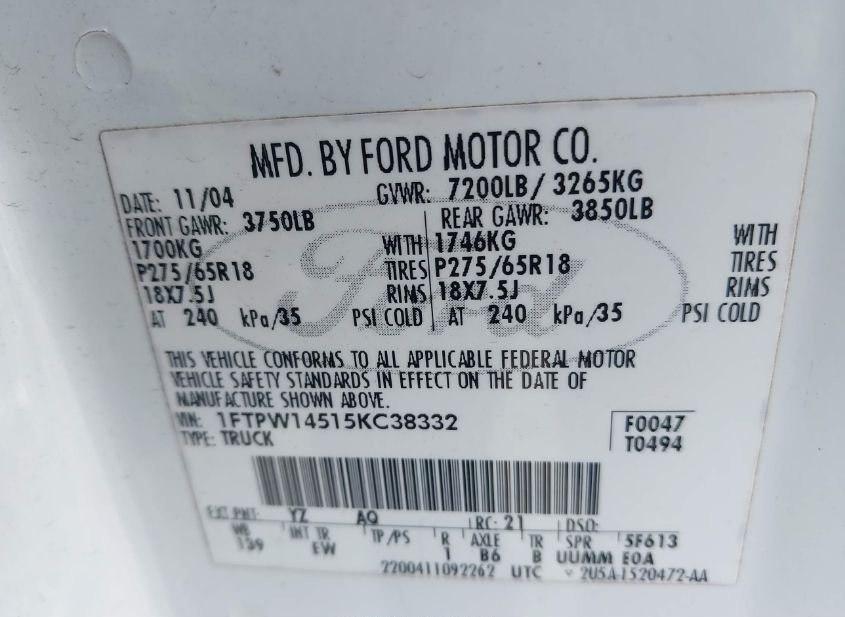 MFD. BY FORD MOTOR CO.
DATE: 11/04 GVWR: 7200LB/ 3265KG
FRONT GAWR: 3750LB REAR GAWR: 3850LB
1700KG WITH 1746KG WITH
P275/65R18 TIRES P275/65R18 TIRES
18X7.5J RIMS 18X7.5J RIMS
AT 240 kPa/35 PSI COLD AT 240 kPa/35 PSI COLD
Ford
THIS VEHICLE CONFORMS TO ALL APPLICABLE FEDERAL MOTOR
VEHICLE SAFETY STANDARDS IN EFFECT ON THE DATE OF
MANUFACTURE SHOWN ABOVE.
VIN: 1FTPW14515KC38332 F0047
TYPE: TRUCK T0494
EXT PNT: YZ AQ RC: 21 DSO:
WB INT TR TP/PS R AXLE TR SPR 5F613
139 EW 1 B6 B UUMM EOA
2200411092262 UTC V 2U5A-1520472-AA